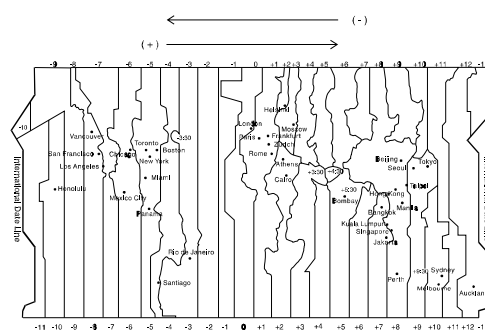 (-)
(+)
-9 -8 -7 -6 -5 -4 -3 -2 -1 0 +1 +2 +3 +5 +6 +7 +8 +9 +10 +11 +12
Helsinki
-10
London
Moscow
Vancouver
-3:30
Paris
Frankfurt
Toronto
Zürich
San Francisco
Chicago
Boston
Rome
Beijing
New York
Athens
Tokyo
Seoul
Los Angeles
+3:30
+4:30
Miami
Cairo
Taipei
Honolulu
+5:30
HongKong
Mexico City
Bombay
Manila
Panama
Bangkok
International Date Line
Kuala Lumpur
Singapore
Jakarta
Rio de Janeiro
+9:30
Sydney
Perth
Santiago
Melbourne
Auckland
-11 -10 -9 -8 -7 -6 -5 -4 -3 -2 -1 0 +1 +2 +3 +4 +5 +6 +7 +8 +9 +10 +11 +12